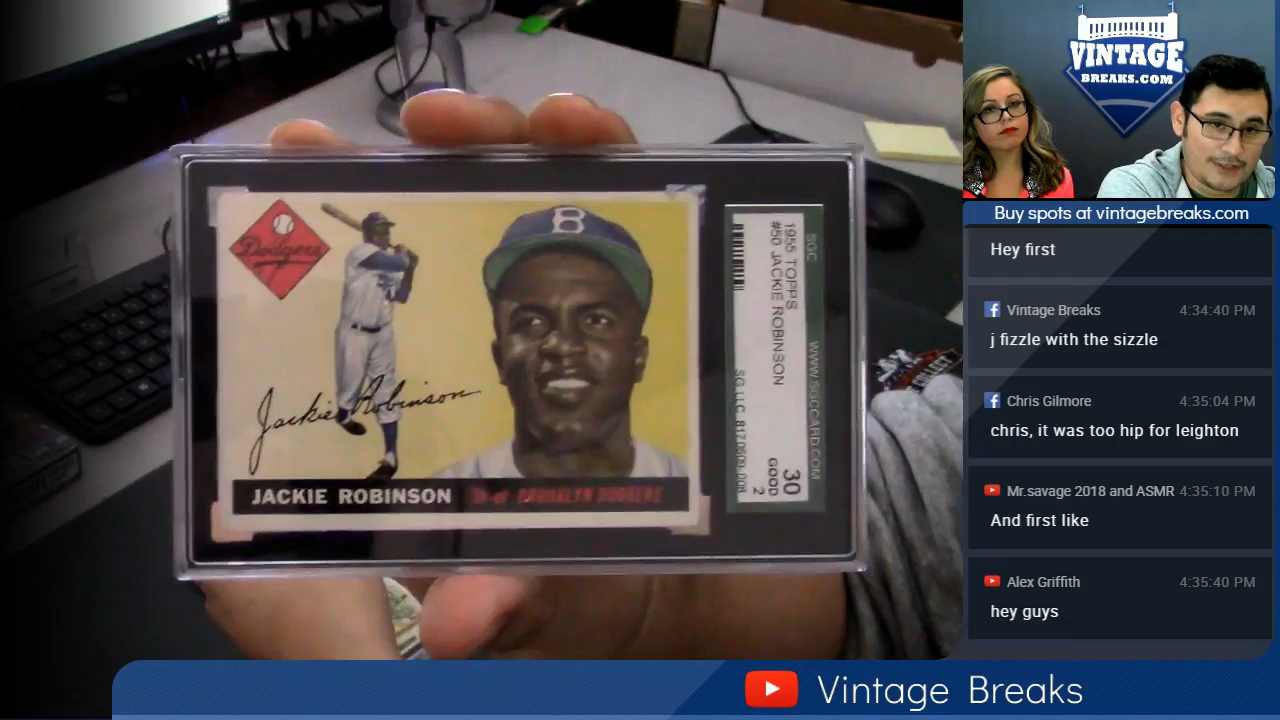 Dodgers
B
Jackie Robinson
JACKIE ROBINSON BROOKLYN DODGERS
1955 TOPPS
#50 JACKIE ROBINSON
30
GOOD 2
SGC
WWW.SGCCARD.COM
VINTAGE
BREAKS.COM
Buy spots at vintagebreaks.com
Hey first
Vintage Breaks 4:34:40 PM
j fizzle with the sizzle
Chris Gilmore 4:35:04 PM
chris, it was too hip for leighton
Mr.savage 2018 and ASMR 4:35:10 PM
And first like
Alex Griffith 4:35:40 PM
hey guys
Vintage Breaks